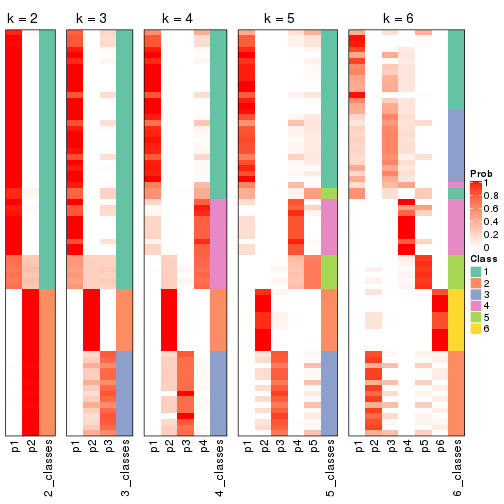 k = 2
k = 3
k = 4
k = 5
k = 6
Prob
1
0.8
0.6
0.4
0.2
0
Class
1
2
3
4
5
6
p1
p2
2_classes
p1
p2
p3
3_classes
p1
p2
p3
p4
4_classes
p1
p2
p3
p4
p5
5_classes
p1
p2
p3
p4
p5
p6
6_classes